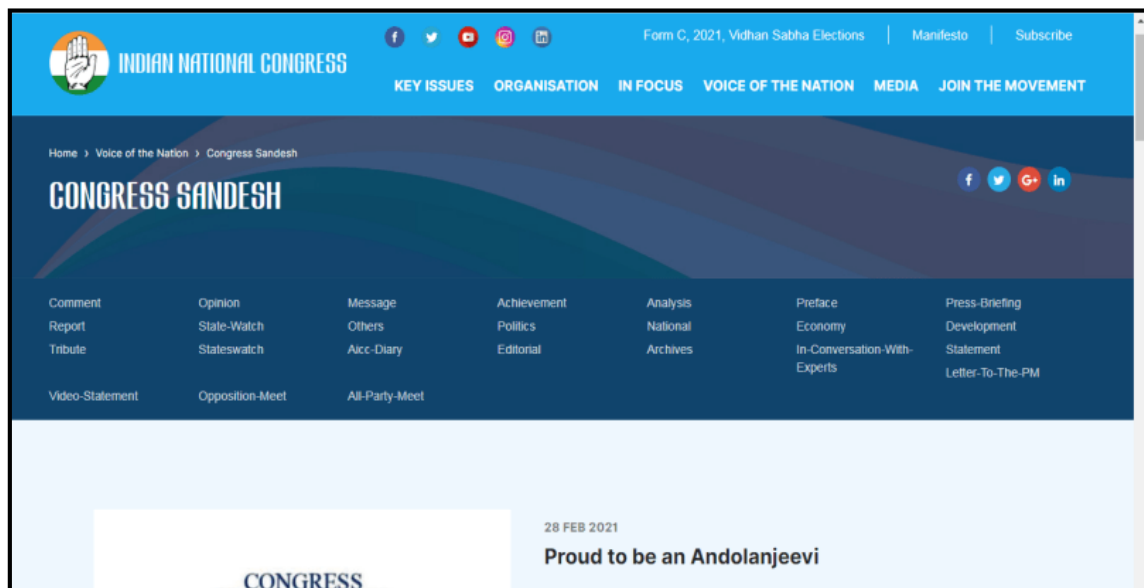 INDIAN NATIONAL CONGRESS
Form C, 2021, Vidhan Sabha Elections | Manifesto | Subscribe
KEY ISSUES ORGANISATION IN FOCUS VOICE OF THE NATION MEDIA JOIN THE MOVEMENT
Home > Voice of the Nation > Congress Sandesh
CONGRESS SANDESH
Comment Opinion Message Achievement Analysis Preface Press-Briefing
Report State-Watch Others Politics National Economy Development
Tribute Stateswatch Aicc-Diary Editorial Archives In-Conversation-With- Statement
Experts Letter-To-The-PM
Video-Statement Opposition-Meet All-Party-Meet
28 FEB 2021
Proud to be an Andolanjeevi
CONGRESS